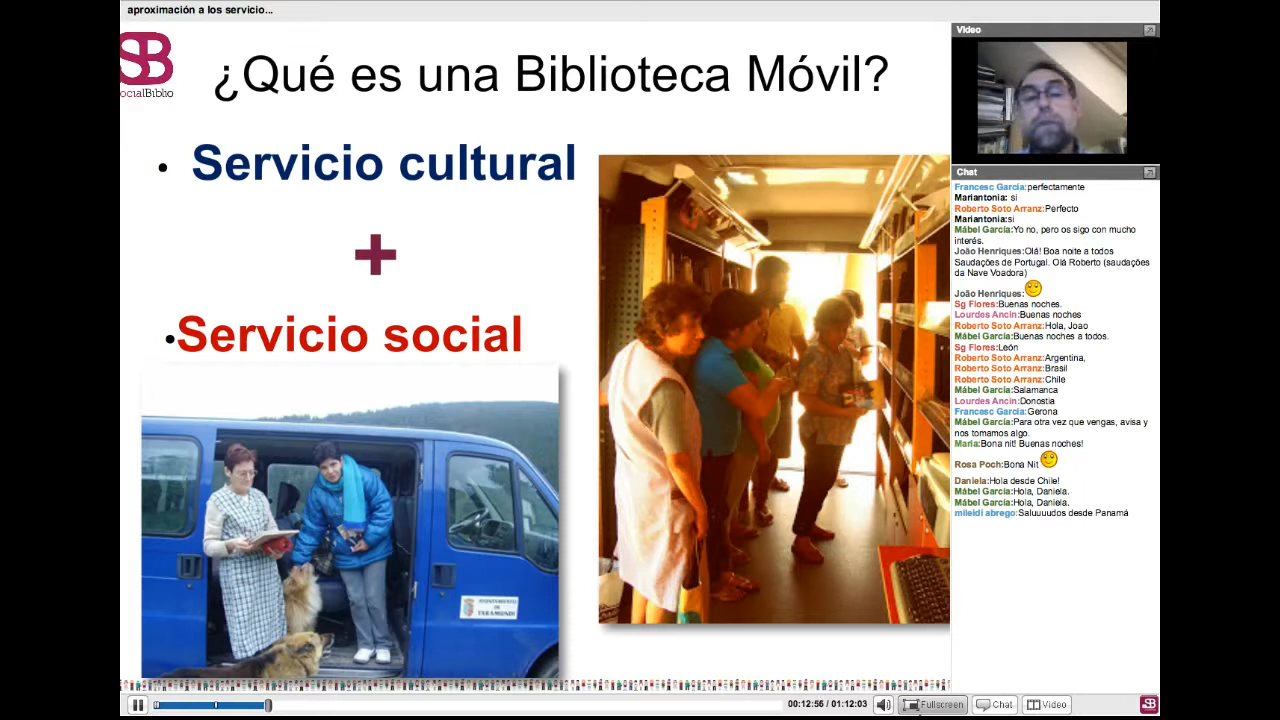 aproximación a los servicio...
SB
ocialBiblio
¿Qué es una Biblioteca Móvil?
• Servicio cultural
+
•Servicio social
AYUNTAMIENTO
DE
TARAMUNDI
Video
Chat
Francesc García:perfectamente
Mariantonia: si
Roberto Soto Arranz:Perfecto
Mariantonia:si
Mábel García:Yo no, pero os sigo con mucho
interés.
João Henriques:Olá! Boa noite a todos
Saudações de Portugal. Olá Roberto (saudações
da Nave Voadora)
João Henriques:
Sg Flores:Buenas noches.
Lourdes Ancin:Buenas noches
Roberto Soto Arranz:Hola, Joao
Mábel García:Buenas noches a todos.
Sg Flores:León
Roberto Soto Arranz:Argentina,
Roberto Soto Arranz:Brasil
Roberto Soto Arranz:Chile
Mábel García:Salamanca
Lourdes Ancin:Donostia
Francesc García:Gerona
Mábel García:Para otra vez que vengas, avisa y
nos tomamos algo.
Maria:Bona nit! Buenas noches!
Rosa Poch:Bona Nit
Daniela:Hola desde Chile!
Mábel García:Hola, Daniela.
Mábel García:Hola, Daniela.
mileidi abrego:Saluuuudos desde Panamá
00:12:56 / 01:12:03
Fullscreen
Chat
Video
SB